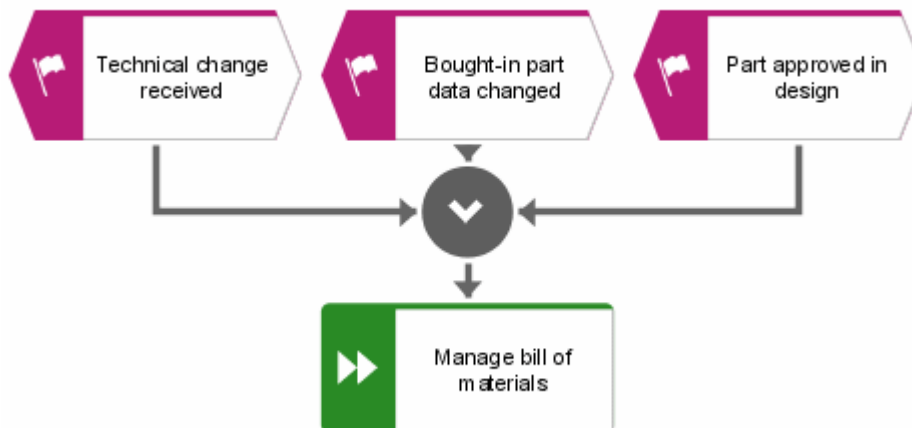 Technical change
received
Bought-in part
data changed
Part approved in
design
Manage bill of
materials